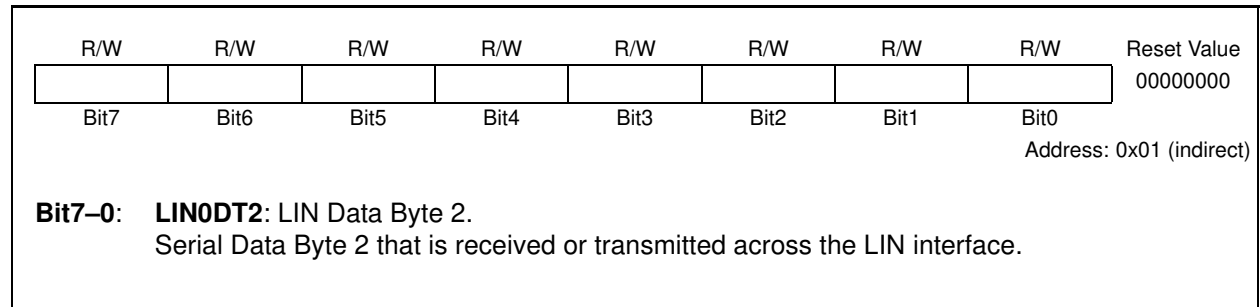 R/W R/W R/W R/W R/W R/W R/W R/W Reset Value
00000000
Bit7 Bit6 Bit5 Bit4 Bit3 Bit2 Bit1 Bit0
Address: 0x01 (indirect)
Bit7–0: LIN0DT2: LIN Data Byte 2.
Serial Data Byte 2 that is received or transmitted across the LIN interface.